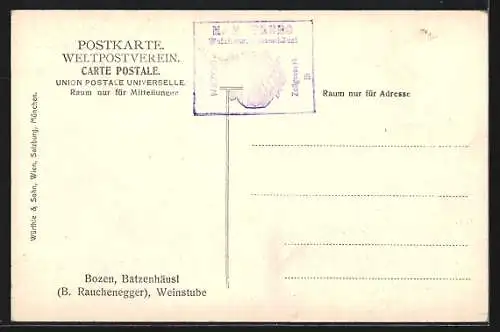 POSTKARTE.
WELTPOSTVEREIN.
CARTE POSTALE.
UNION POSTALE UNIVERSELLE.
Raum nur für Mitteilungen
Raum nur für Adresse
Würthle & Sohn, Wien, Salzburg, München.
Bozen, Batzenhäusl
(B. Rauchenegger), Weinstube